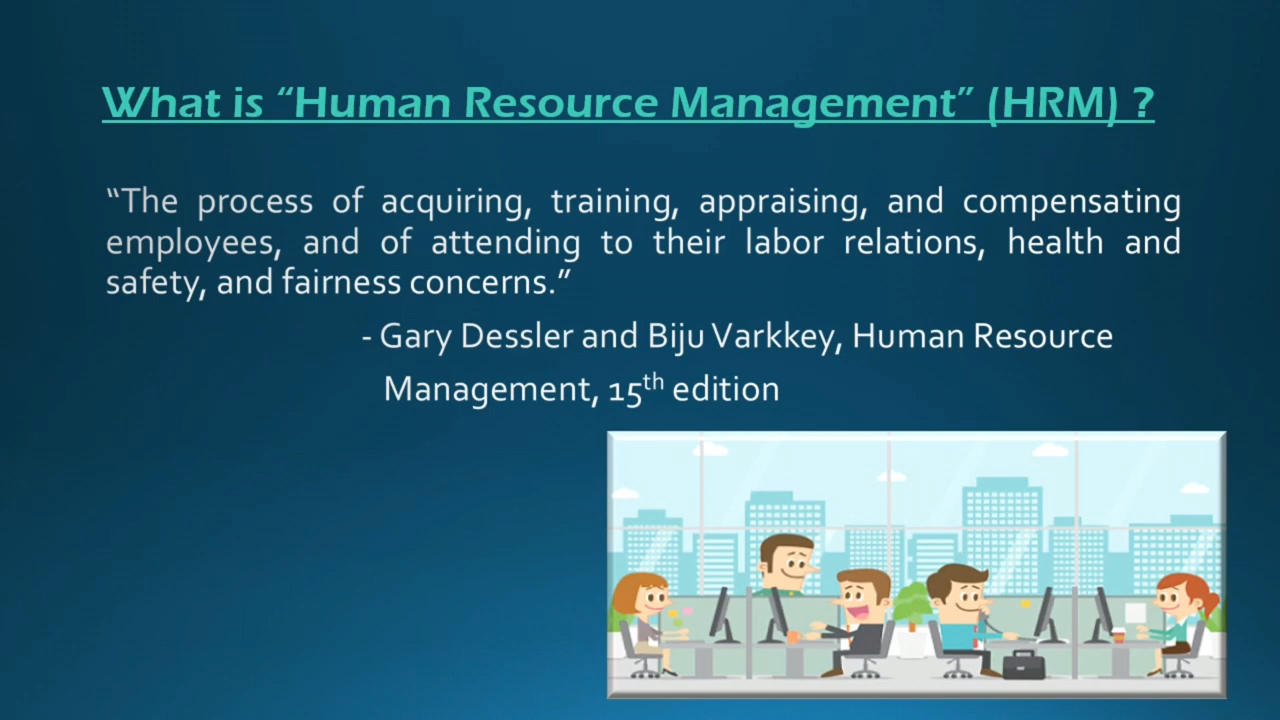 What is “Human Resource Management” (HRM) ?
“The process of acquiring, training, appraising, and compensating
employees, and of attending to their labor relations, health and
safety, and fairness concerns.”
- Gary Dessler and Biju Varkkey, Human Resource
Management, 15th edition